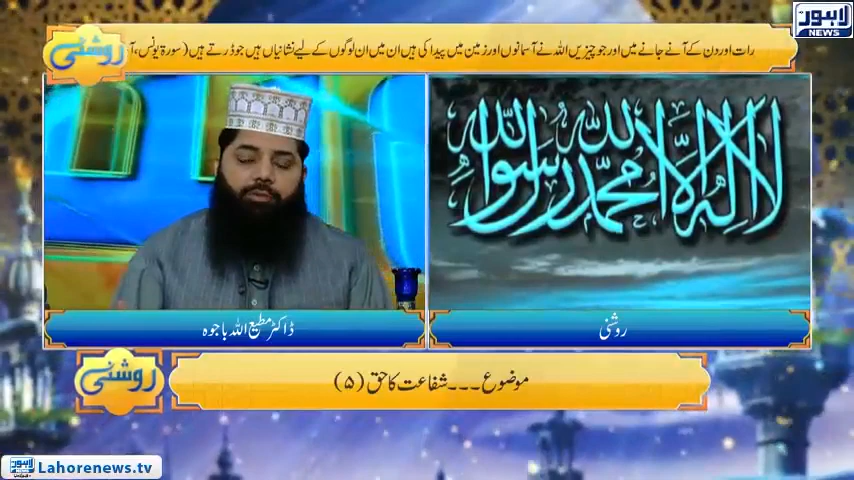 لاہور
NEWS
روشنی
رات اور دن کے آنے جانے میں اور جو چیزیں اللہ نے آسمانوں اور زمین میں پیدا کی ہیں ان میں ان لوگوں کے لیے نشانیاں ہیں جو ڈرتے ہیں (سورۃ یونس، آ
لا الہ الا اللہ محمد رسول اللہ
روشنی
ڈاکٹر مطیع اللہ باجوہ
موضوع ۔۔۔ شفاعت کا حق (۵)
روشنی
لاہور
Lahorenews.tv